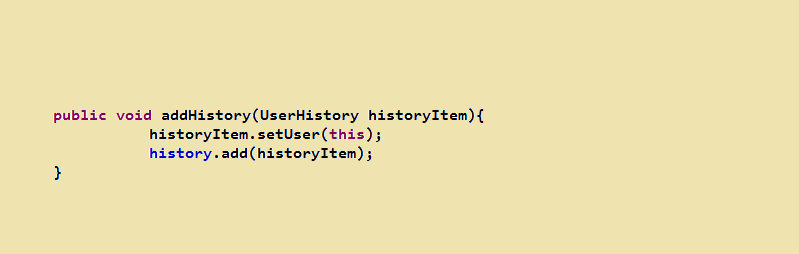 public void addHistory(UserHistory historyItem){
historyItem.setUser(this);
history.add(historyItem);
}